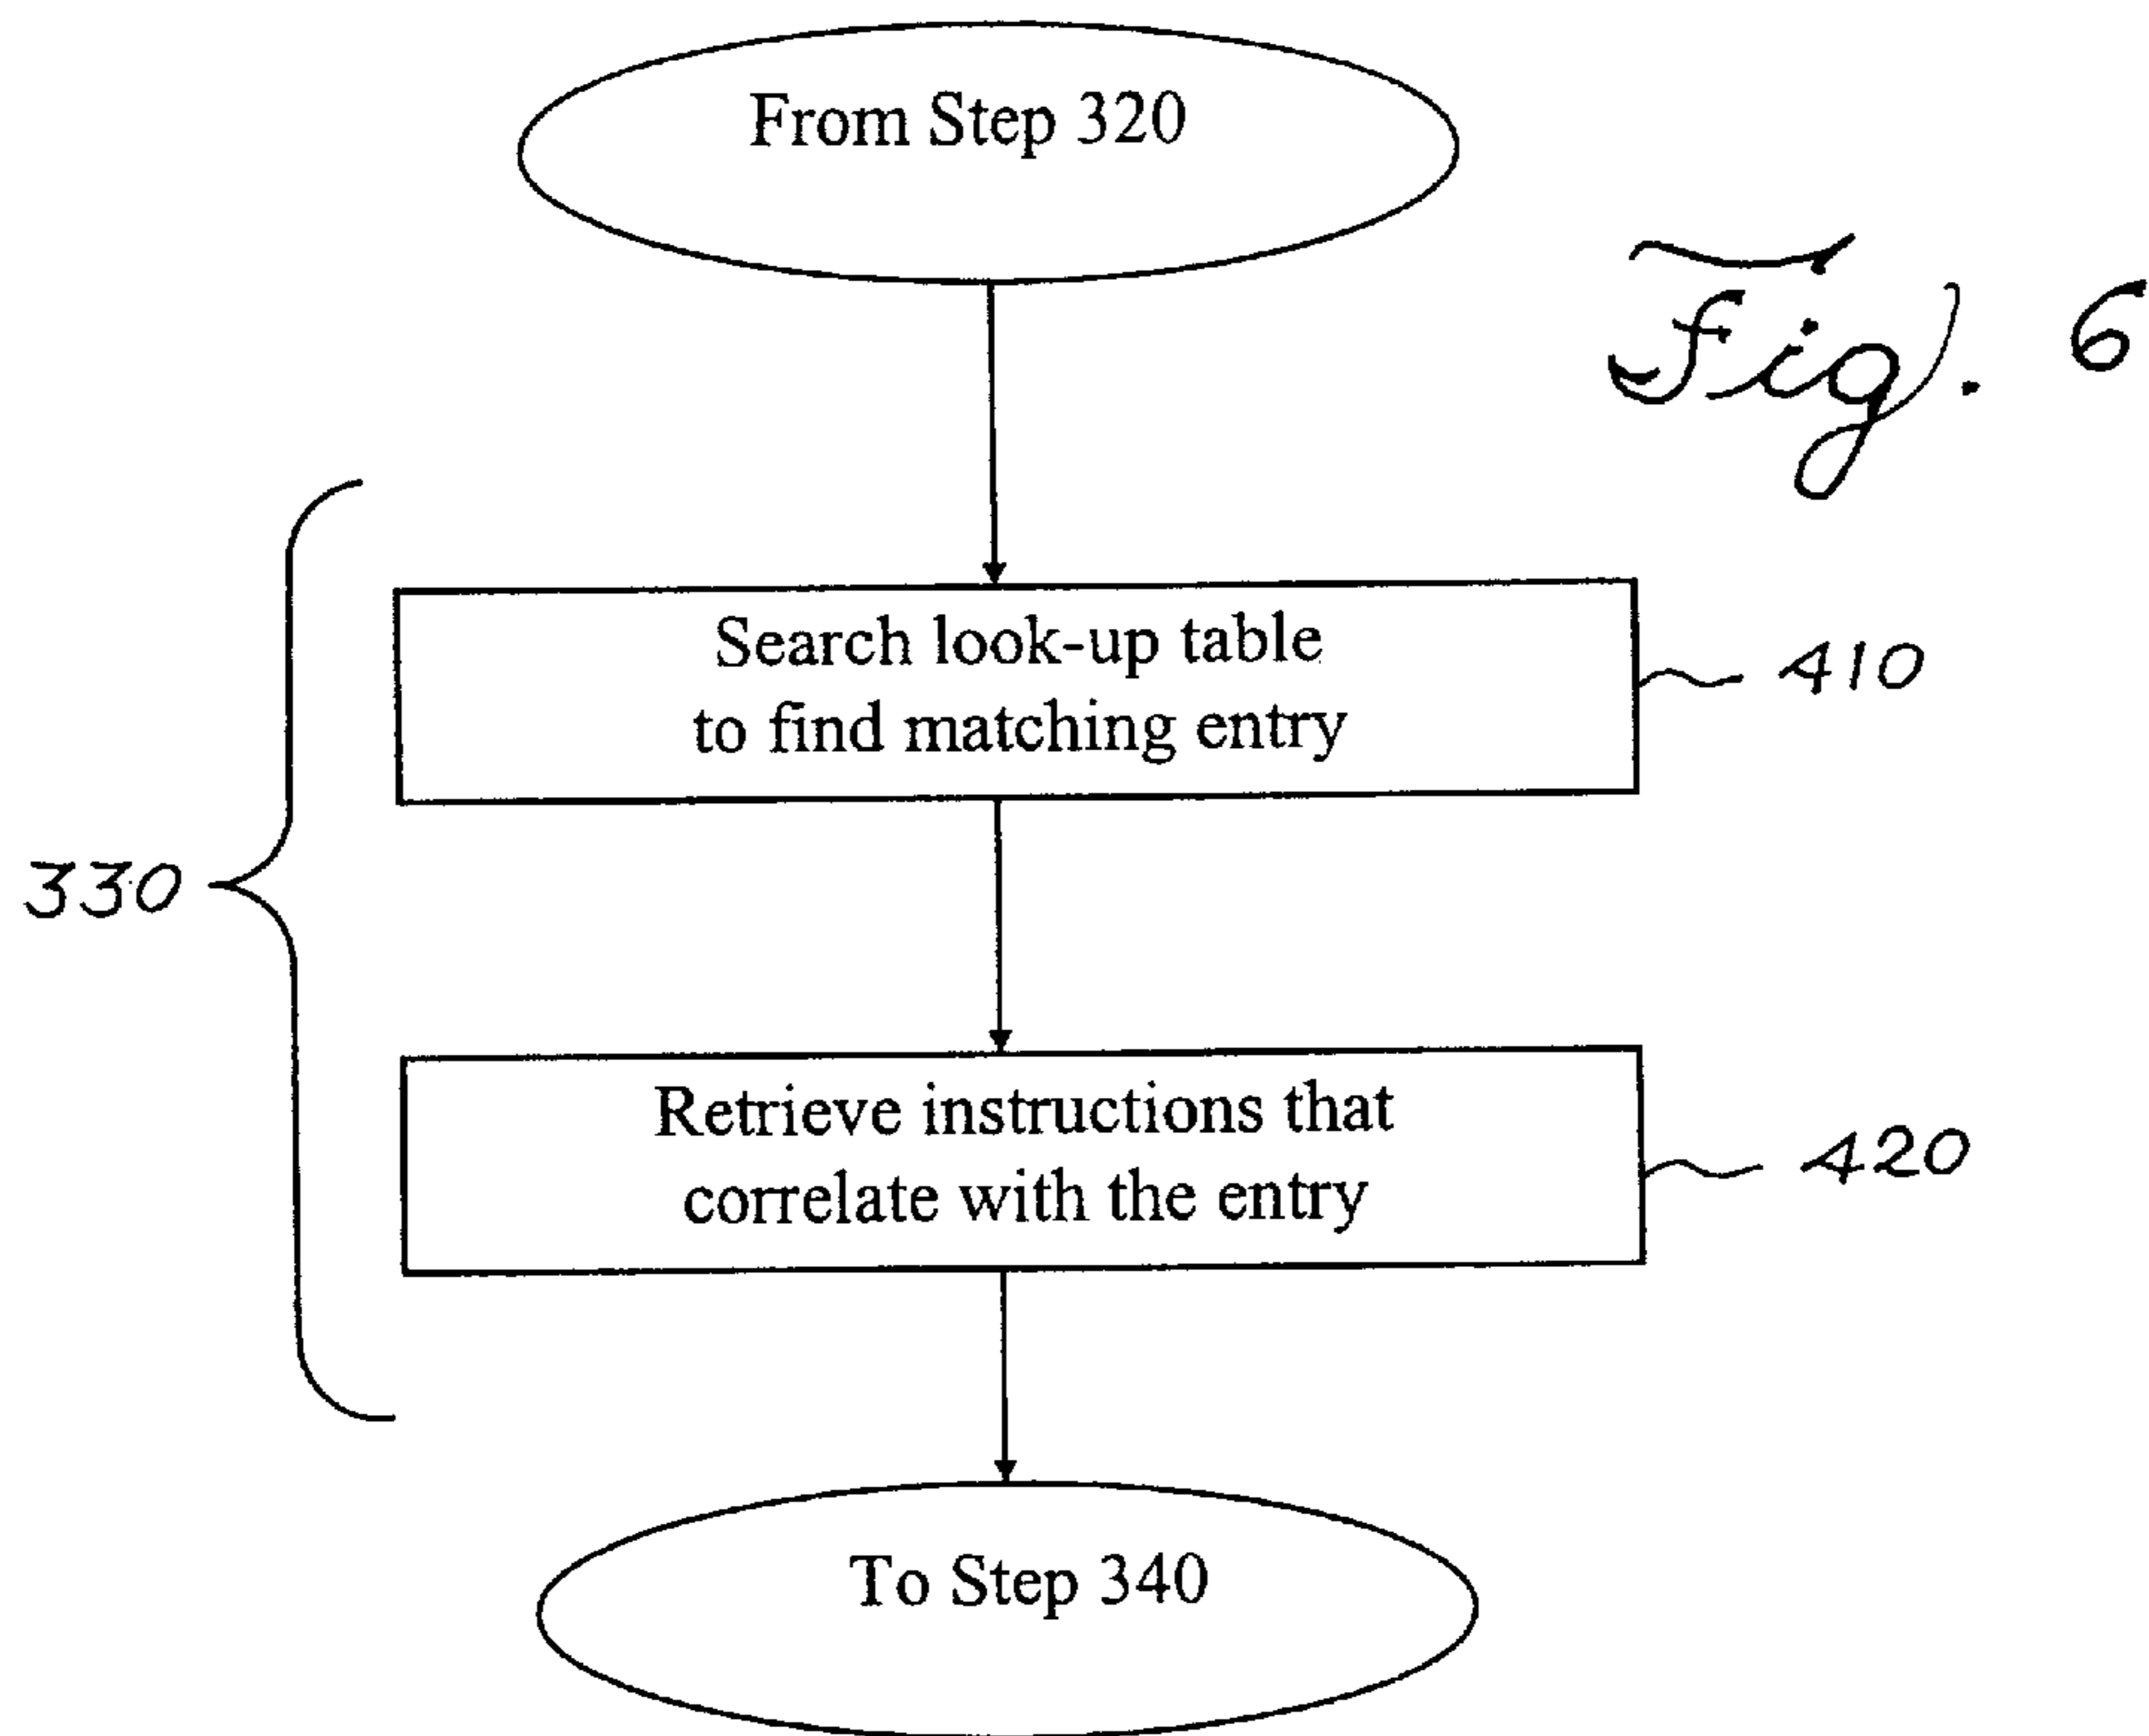 From Step 320
Fig. 6
Search look-up table
to find matching entry
410
330
Retrieve instructions that
correlate with the entry
420
To Step 340